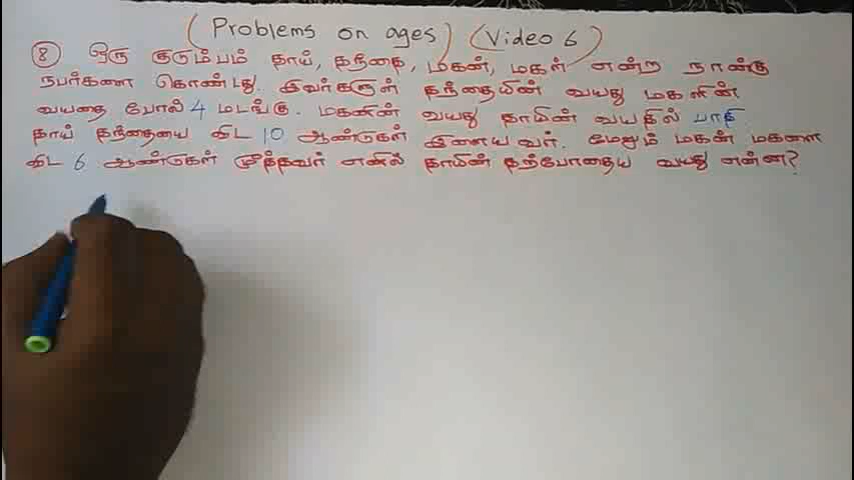 (Problems on ages) (Video 6)
8 ஒரு குடும்பம் தாய், தந்தை, மகன், மகள் என்ற நான்கு
நபர்களை கொண்டது. இவர்களுள் தந்தையின் வயது மகளின்
வயதை போல் 4 மடங்கு. மகனின் வயது தாயின் வயதில் பாதி
தாய் தந்தையை விட 10 ஆண்டுகள் இளையவர். மேலும் மகன் மகளை
விட 6 ஆண்டுகள் மூத்தவர் எனில் தாயின் தற்போதைய வயது என்ன?